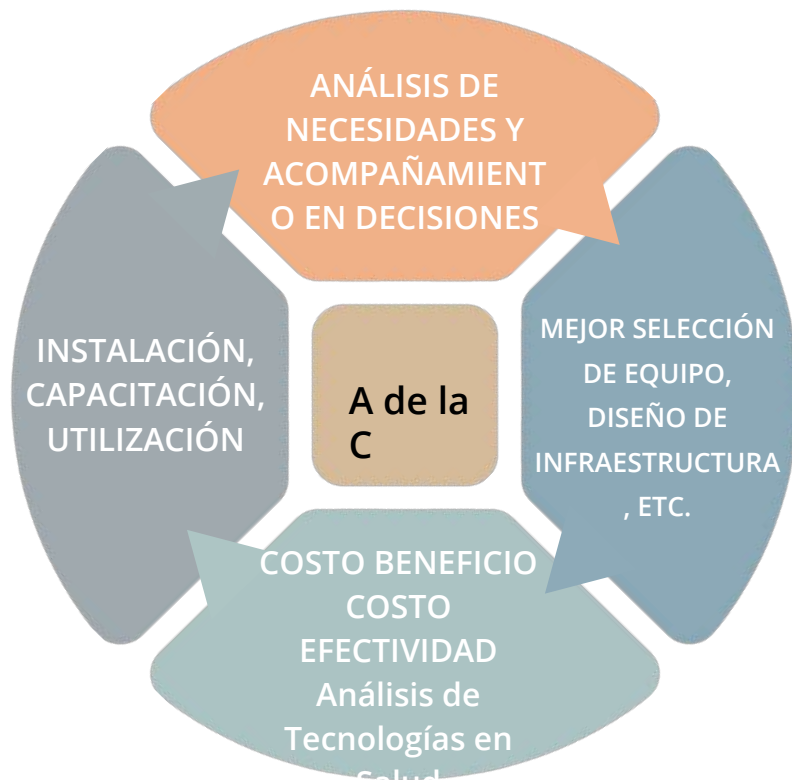 ANÁLISIS DE
NECESIDADES Y
ACOMPAÑAMIENT
O EN DECISIONES
INSTALACIÓN,
CAPACITACIÓN,
UTILIZACIÓN
A de la
C
MEJOR SELECCIÓN
DE EQUIPO,
DISEÑO DE
INFRAESTRUCTURA
, ETC.
COSTO BENEFICIO
COSTO
EFECTIVIDAD
Análisis de
Tecnologías en
Salud